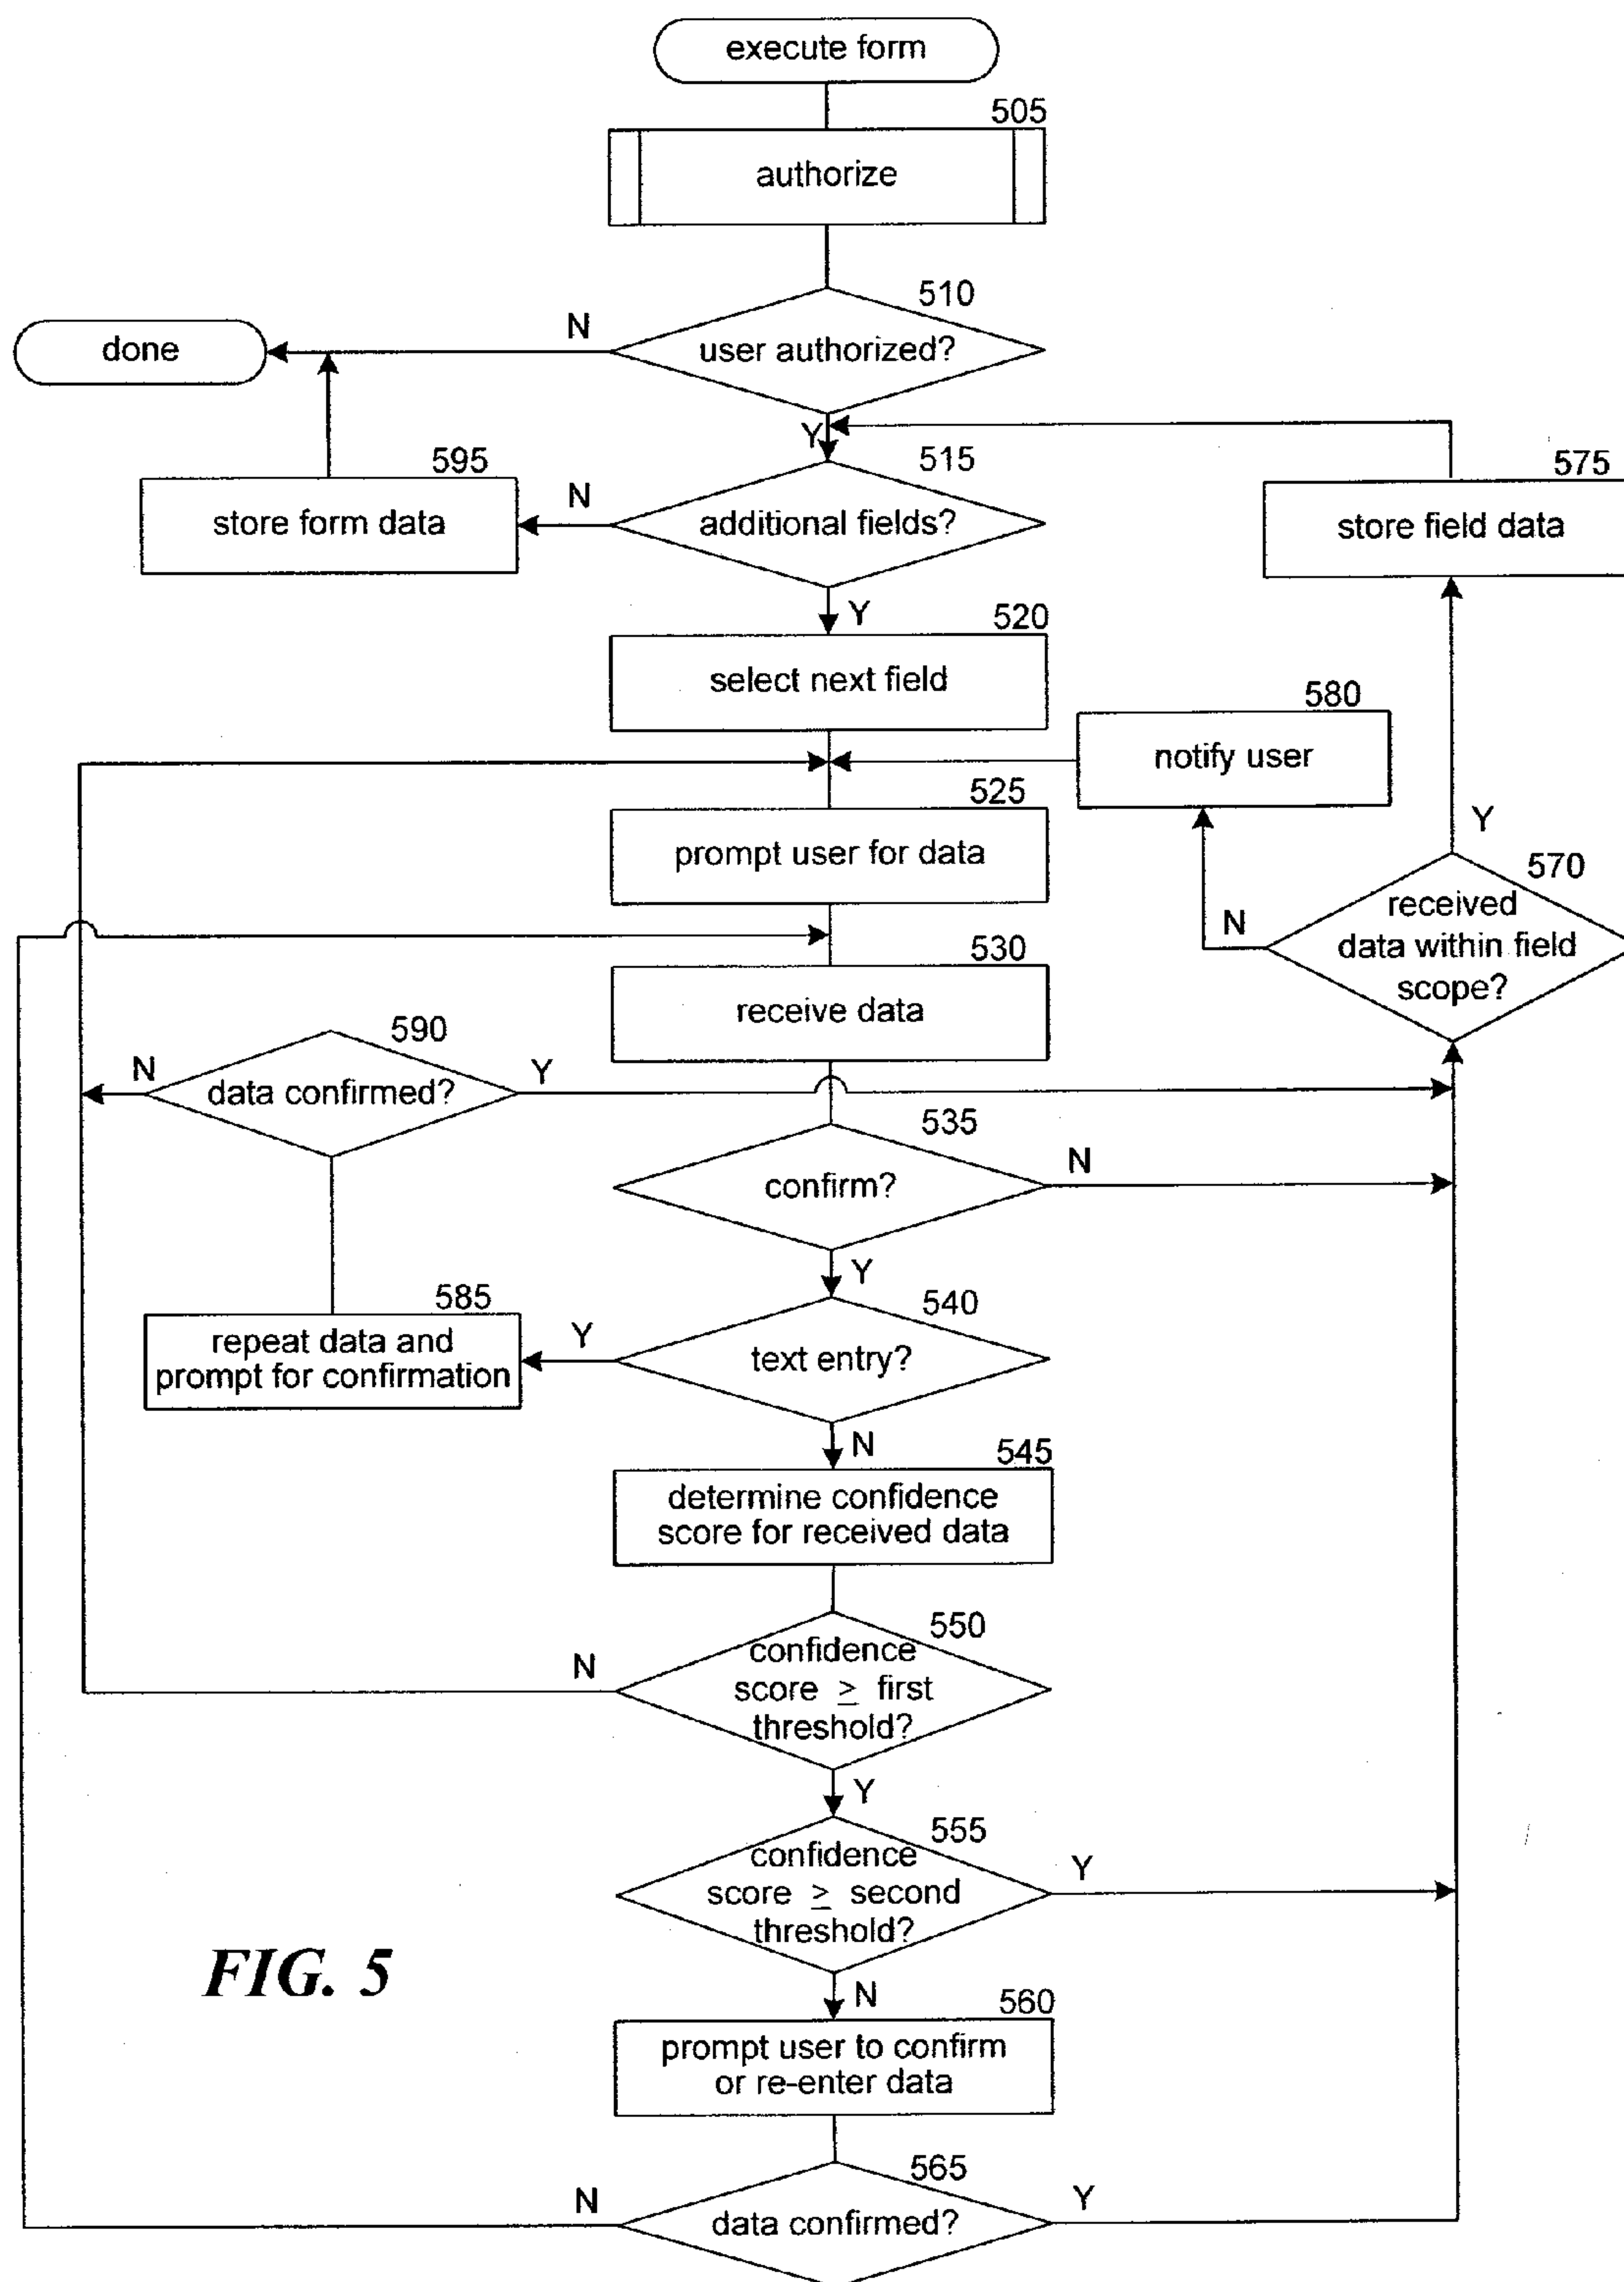 execute form
505
authorize
510
N
user authorized?
done
Y
595
515
575
N
store form data
additional fields?
store field data
Y
520
select next field
580
notify user
525
Y
prompt user for data
570
received
N
data within field
530
scope?
receive data
590
N
Y
data confirmed?
535
N
confirm?
Y
585
540
repeat data and
Y
prompt for confirmation
text entry?
N
545
determine confidence
score for received data
550
confidence
N
score ≥ first
threshold?
Y
555
confidence
Y
score ≥ second
threshold?
FIG. 5
N
560
prompt user to confirm
or re-enter data
565
N
Y
data confirmed?